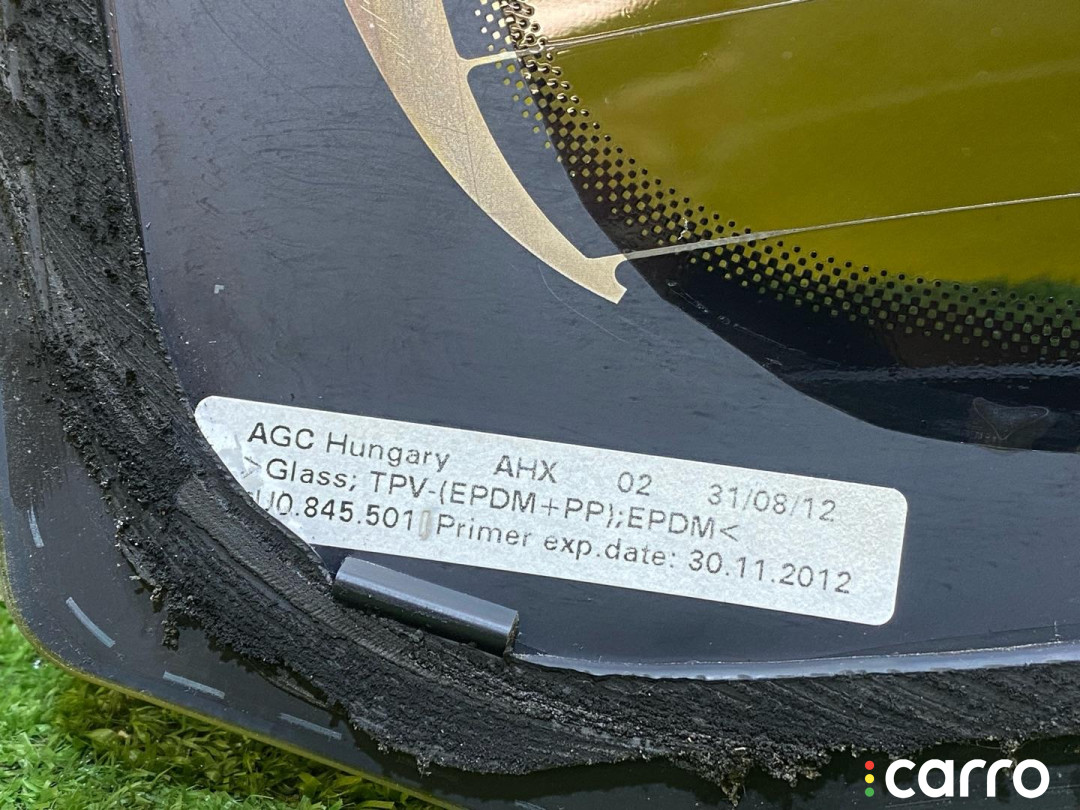 AGC Hungary AHX 02 31/08/12
>Glass; TPV-(EPDM+PP);EPDM<
U0.845.501 Primer exp.date: 30.11.2012
carro